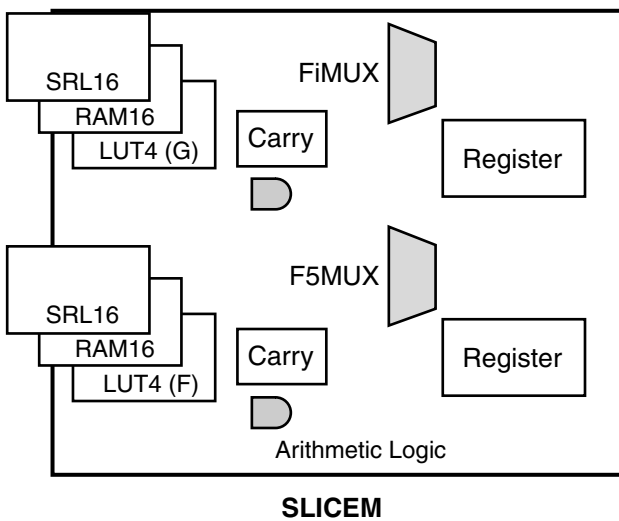 SRL16
RAM16
LUT4 (G)
Carry
FiMUX
Register
SRL16
RAM16
LUT4 (F)
Carry
F5MUX
Register
Arithmetic Logic
SLICEM